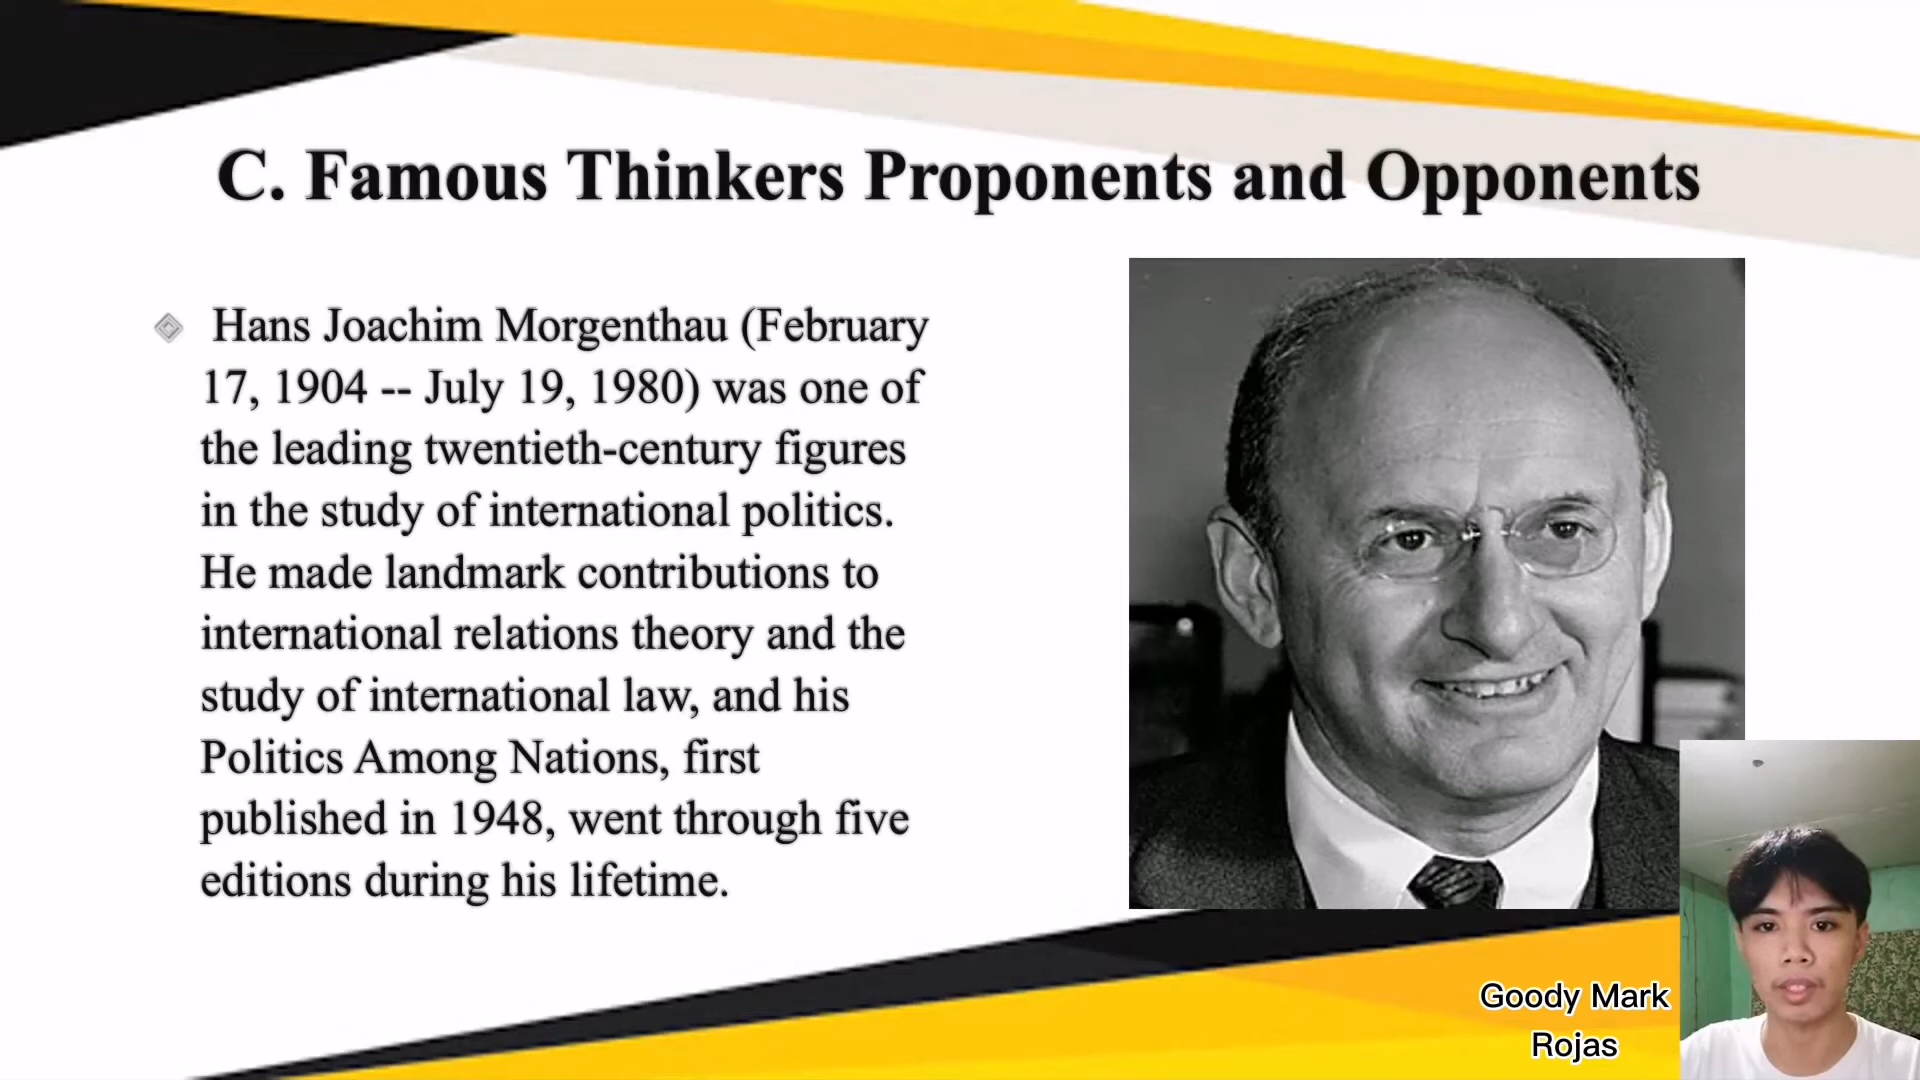 C. Famous Thinkers Proponents and Opponents
Hans Joachim Morgenthau (February
17, 1904 -- July 19, 1980) was one of
the leading twentieth-century figures
in the study of international politics.
He made landmark contributions to
international relations theory and the
study of international law, and his
Politics Among Nations, first
published in 1948, went through five
editions during his lifetime.
Goody Mark
Rojas